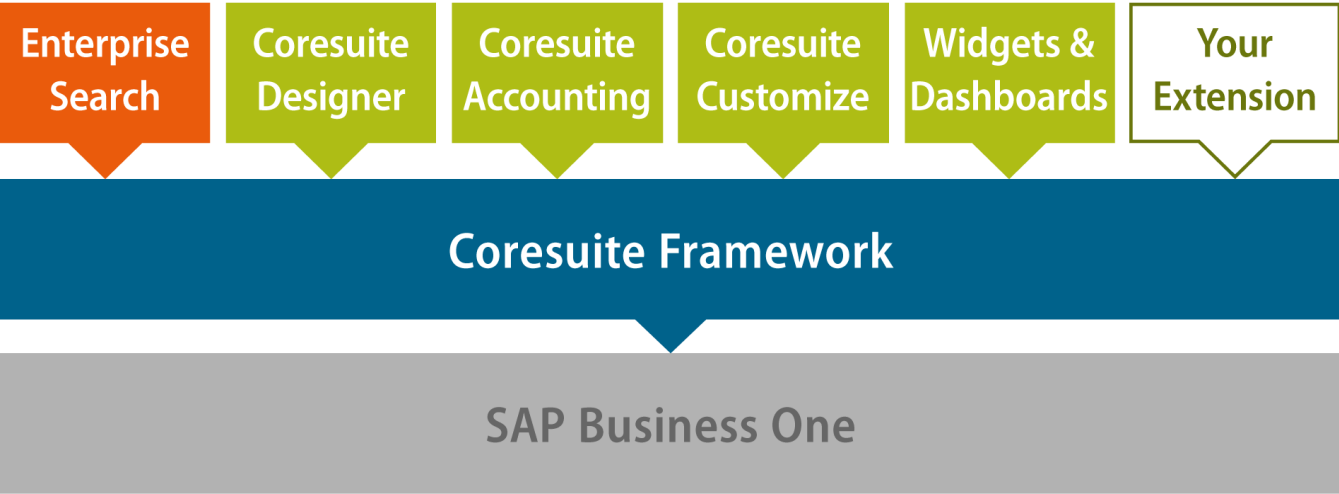 Enterprise
Search
Coresuite
Designer
Coresuite
Accounting
Coresuite
Customize
Widgets &
Dashboards
Your
Extension
Coresuite Framework
SAP Business One